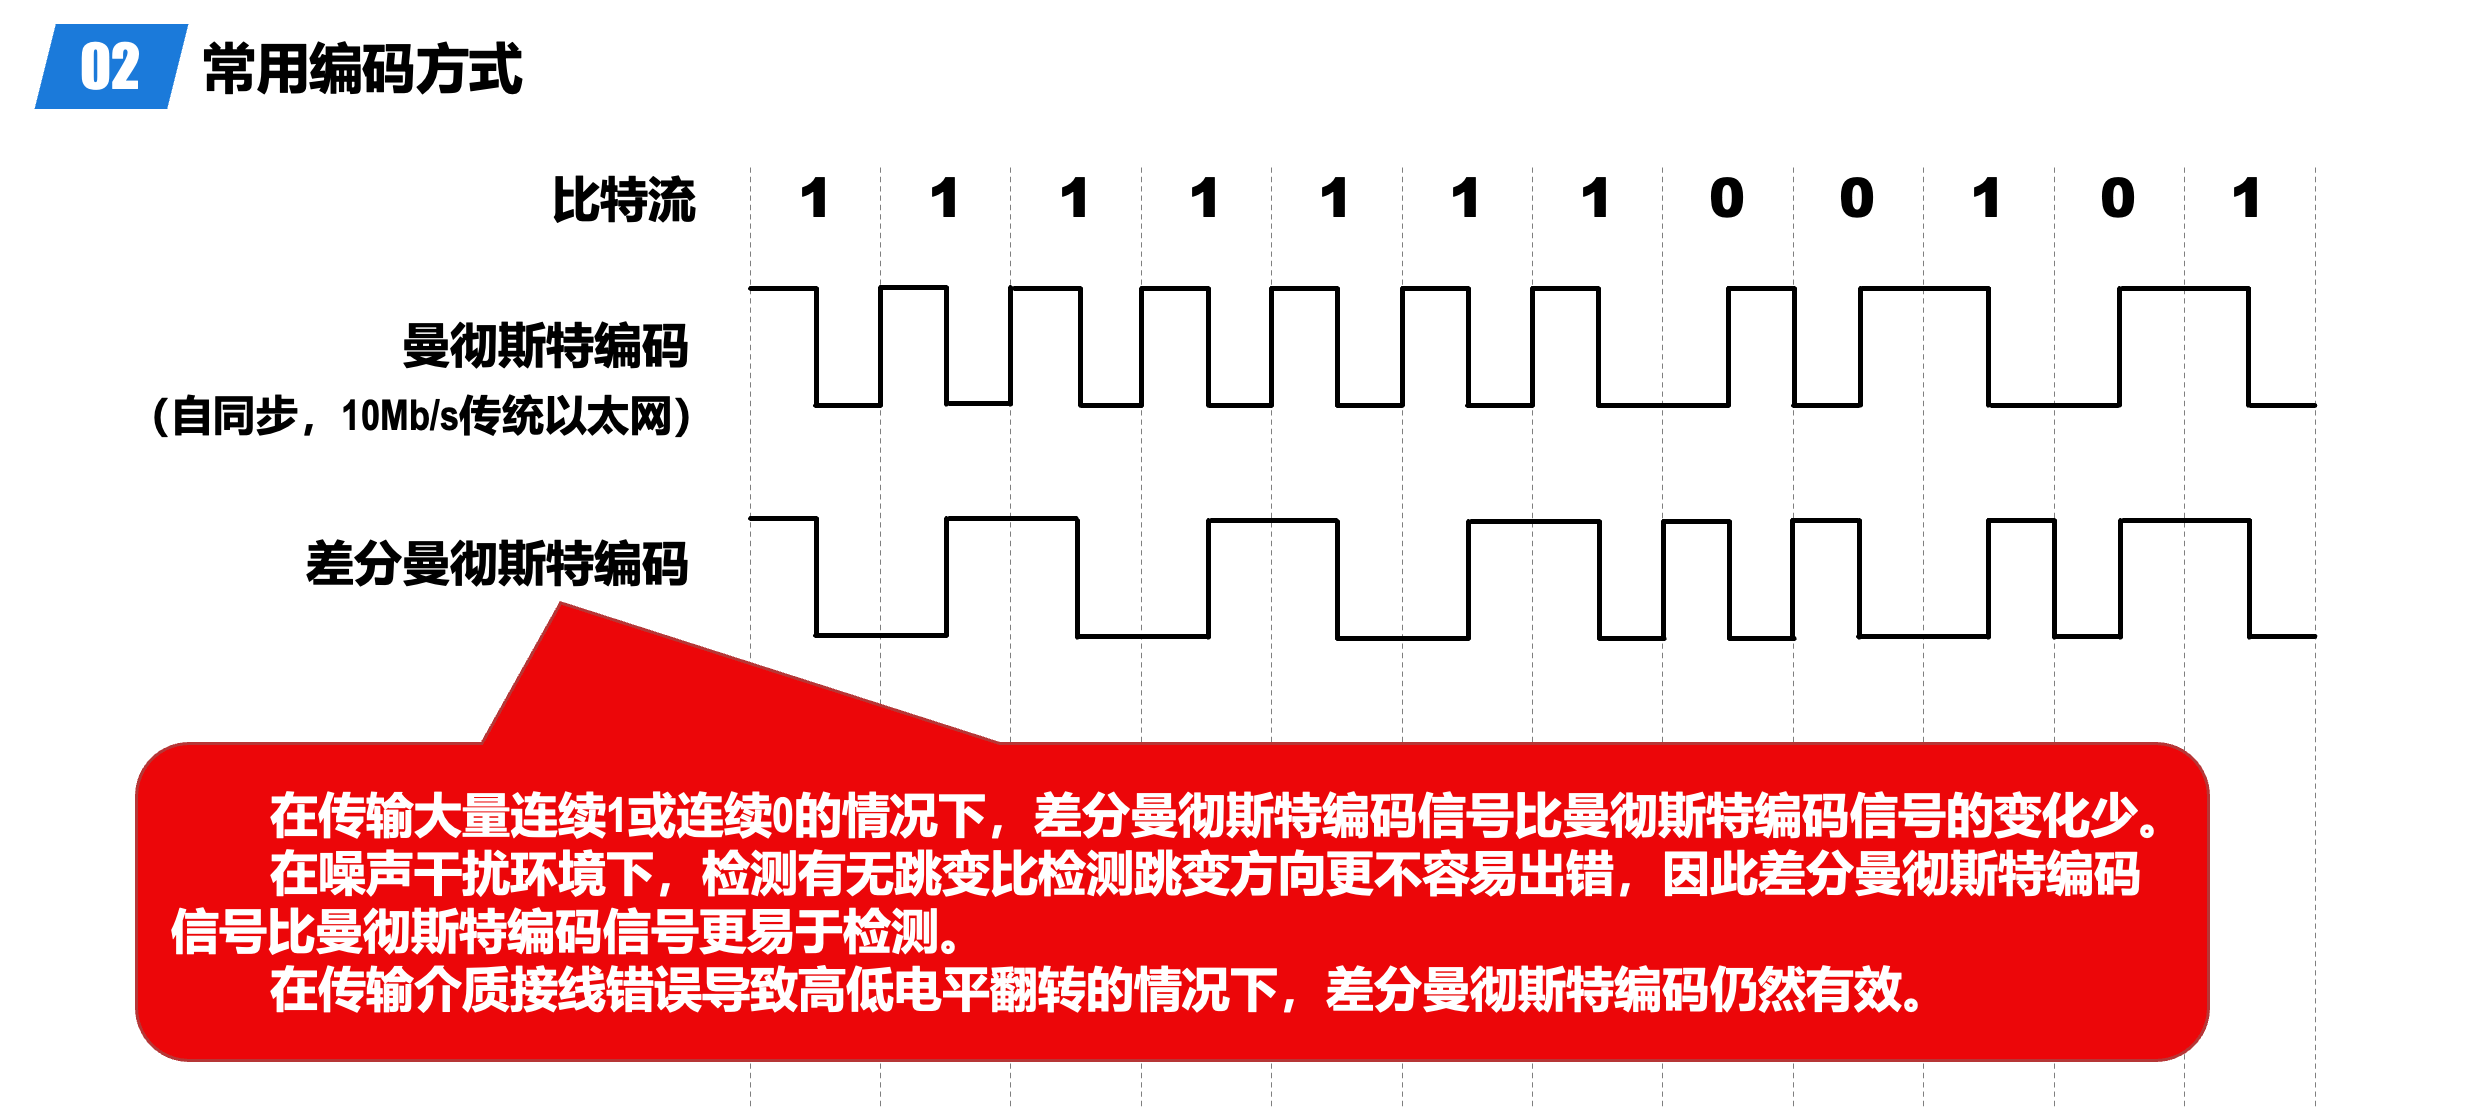 02 常用编码方式
比特流 1 1 1 1 1 1 1 0 0 1 0 1
曼彻斯特编码
（自同步，10Mb/s传统以太网）
差分曼彻斯特编码
在传输大量连续1或连续0的情况下，差分曼彻斯特编码信号比曼彻斯特编码信号的变化少。
在噪声干扰环境下，检测有无跳变比检测跳变方向更不容易出错，因此差分曼彻斯特编码
信号比曼彻斯特编码信号更易于检测。
在传输介质接线错误导致高低电平翻转的情况下，差分曼彻斯特编码仍然有效。